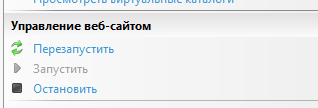 Просмотреть виртуальные каталоги
Управление веб-сайтом
Перезапустить
Запустить
Остановить